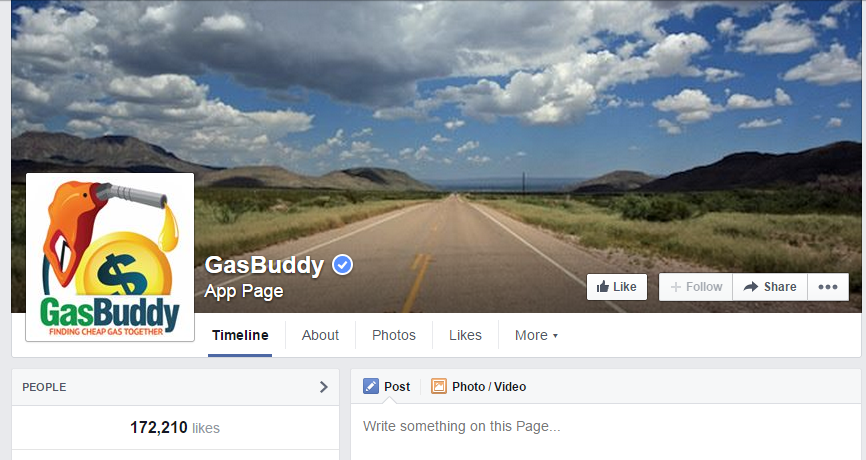 GasBuddy
FINDING CHEAP GAS TOGETHER
GasBuddy
App Page
Like
Follow
Share
Timeline
About
Photos
Likes
More
PEOPLE
172,210 likes
Post
Photo / Video
Write something on this Page...